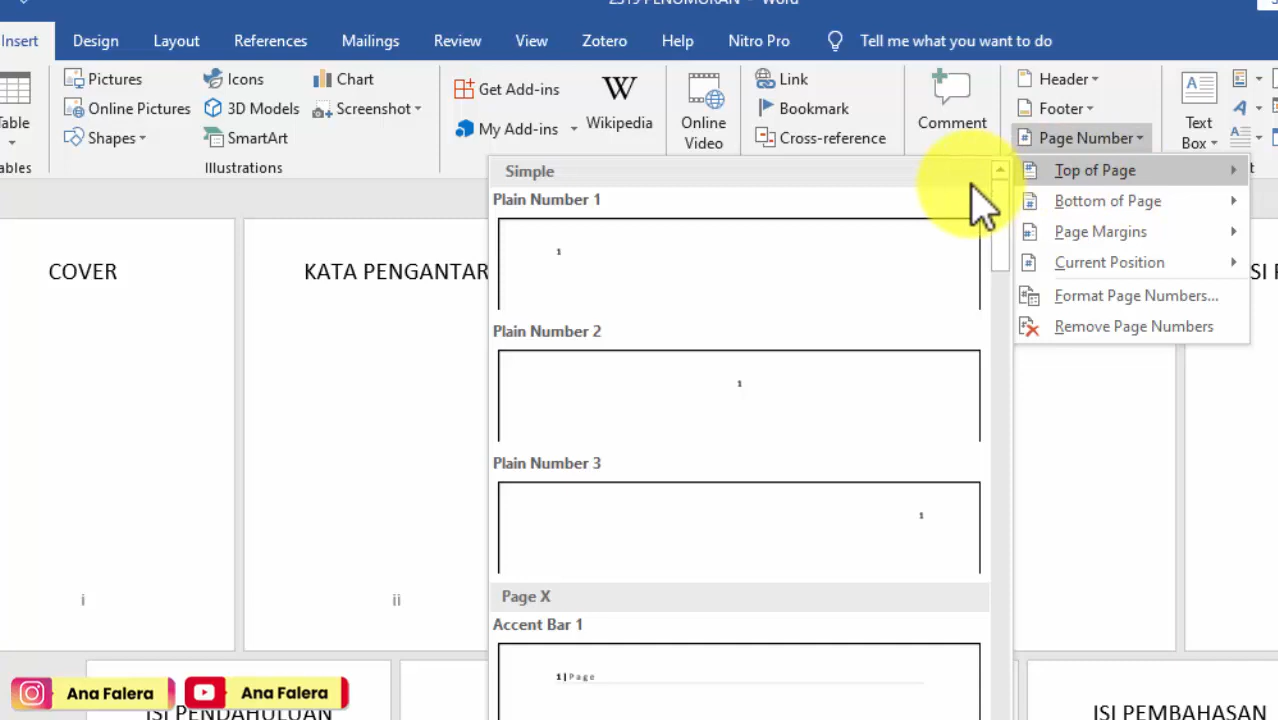 Insert Design Layout References Mailings Review View Zotero Help Nitro Pro Tell me what you want to do
Pictures
Online Pictures
Shapes
Icons
3D Models
SmartArt
Chart
Screenshot
Illustrations
Get Add-ins
My Add-ins
Wikipedia
Online
Video
Link
Bookmark
Cross-reference
Comment
Header
Footer
Page Number
Text
Box
Top of Page
Bottom of Page
Page Margins
Current Position
Format Page Numbers...
Remove Page Numbers
Simple
Plain Number 1
1
Plain Number 2
1
Plain Number 3
1
Page X
Accent Bar 1
1|Page
COVER
i
KATA PENGANTAR
ii
ISI PENDAHULUAN
ISI PEMBAHASAN
Ana Falera
Ana Falera